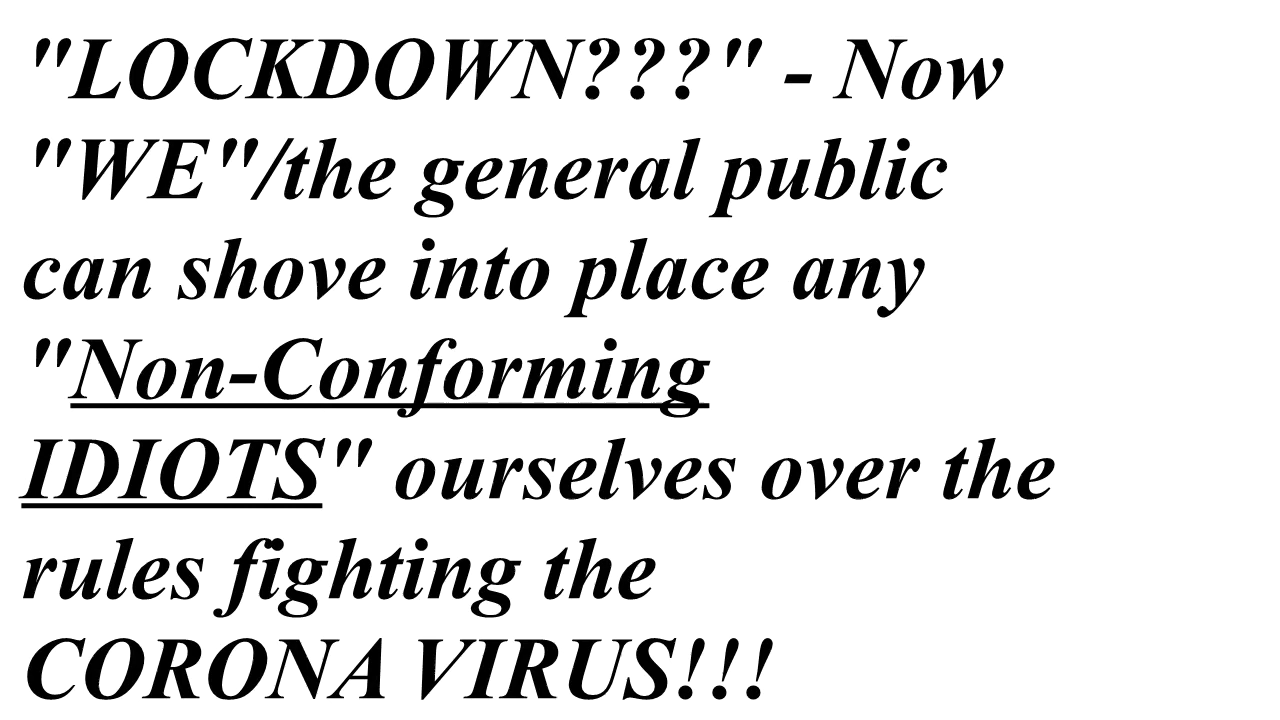 "LOCKDOWN???" - Now
"WE"/the general public
can shove into place any
"Non-Conforming
IDIOTS" ourselves over the
rules fighting the
CORONA VIRUS!!!